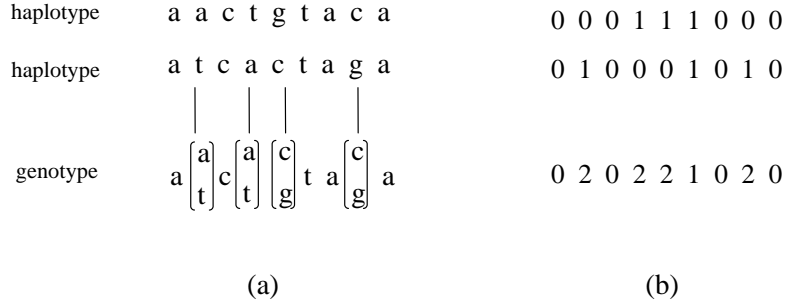 haplotype a a c t g t a c a 0 0 0 1 1 1 0 0 0
haplotype a t c a c t a g a 0 1 0 0 0 1 0 1 0
genotype a [a t] c [a t] [c g] t a [c g] a 0 2 0 2 2 1 0 2 0
(a) (b)